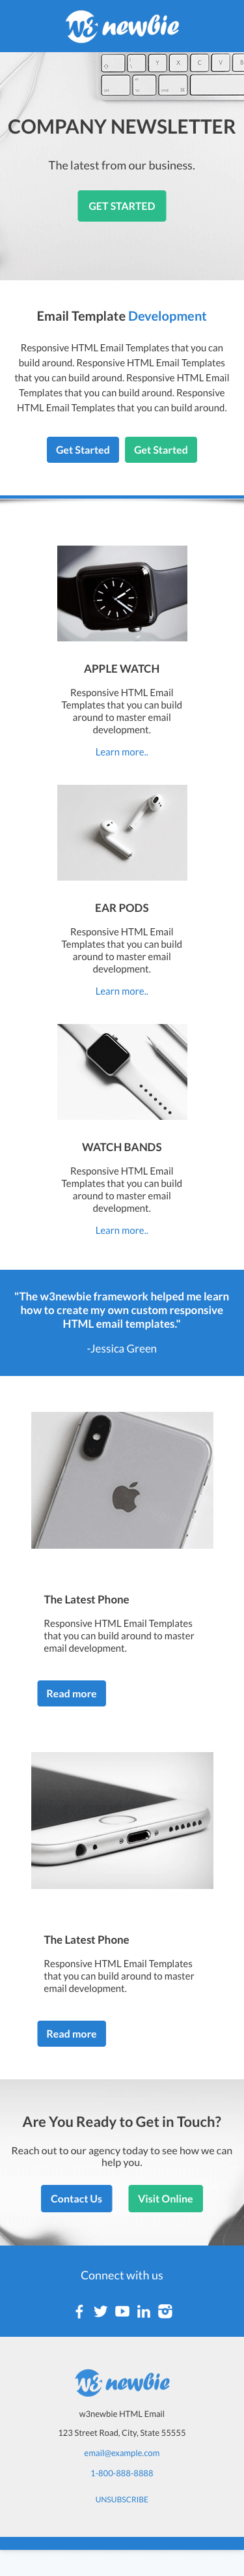 w3 newbie
Y X C V B
COMPANY NEWSLETTER
The latest from our business.
GET STARTED
Email Template Development
Responsive HTML Email Templates that you can
build around. Responsive HTML Email Templates
that you can build around. Responsive HTML Email
Templates that you can build around. Responsive
HTML Email Templates that you can build around.
Get Started Get Started
APPLE WATCH
Responsive HTML Email
Templates that you can build
around to master email
development.
Learn more..
EAR PODS
Responsive HTML Email
Templates that you can build
around to master email
development.
Learn more..
WATCH BANDS
Responsive HTML Email
Templates that you can build
around to master email
development.
Learn more..
"The w3newbie framework helped me learn
how to create my own custom responsive
HTML email templates."
-Jessica Green
The Latest Phone
Responsive HTML Email Templates
that you can build around to master
email development.
Read more
The Latest Phone
Responsive HTML Email Templates
that you can build around to master
email development.
Read more
Are You Ready to Get in Touch?
Reach out to our agency today to see how we can
help you.
Contact Us Visit Online
Connect with us
w3 newbie
w3newbie HTML Email
123 Street Road, City, State 55555
email@example.com
1-800-888-8888
UNSUBSCRIBE